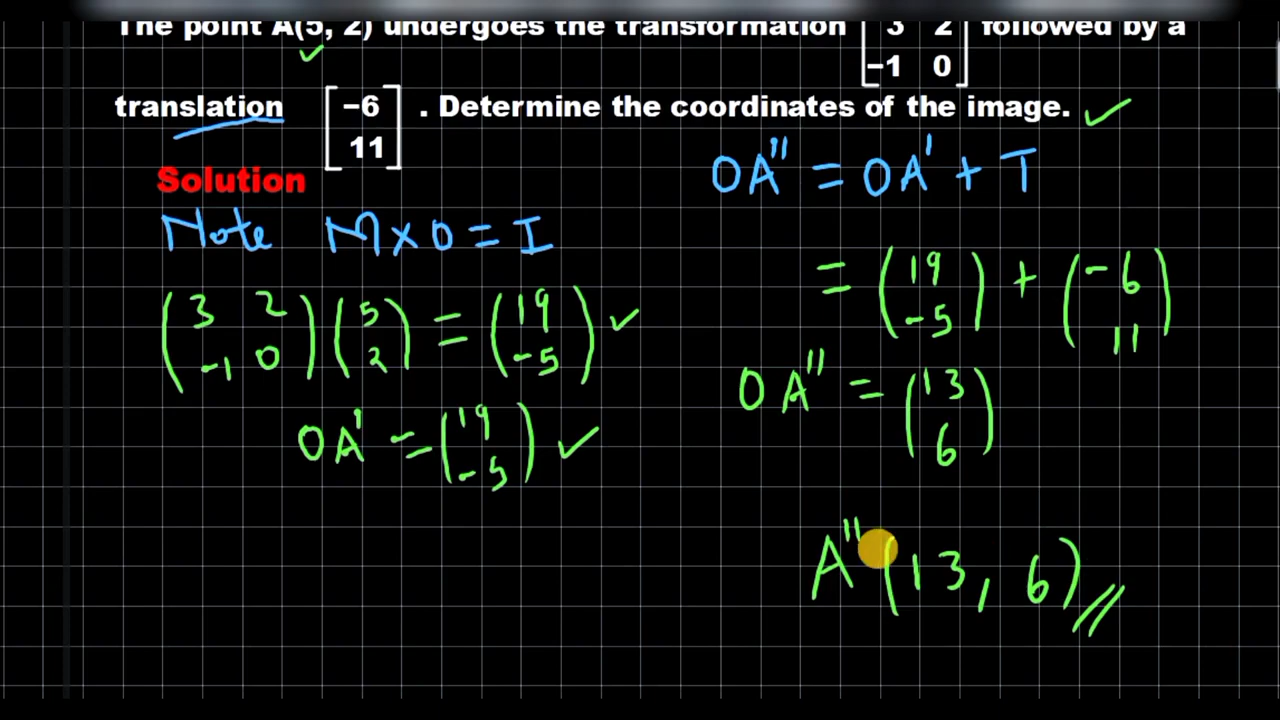 The point A(5, 2) undergoes the transformation [3 2; -1 0] followed by a
translation [-6; 11]. Determine the coordinates of the image.
Solution
Note M×O = I
(3 2; -1 0)(5; 2) = (19; -5)
OA' = (19; -5)
OA'' = OA' + T
= (19; -5) + (-6; 11)
OA'' = (13; 6)
A''(13, 6)